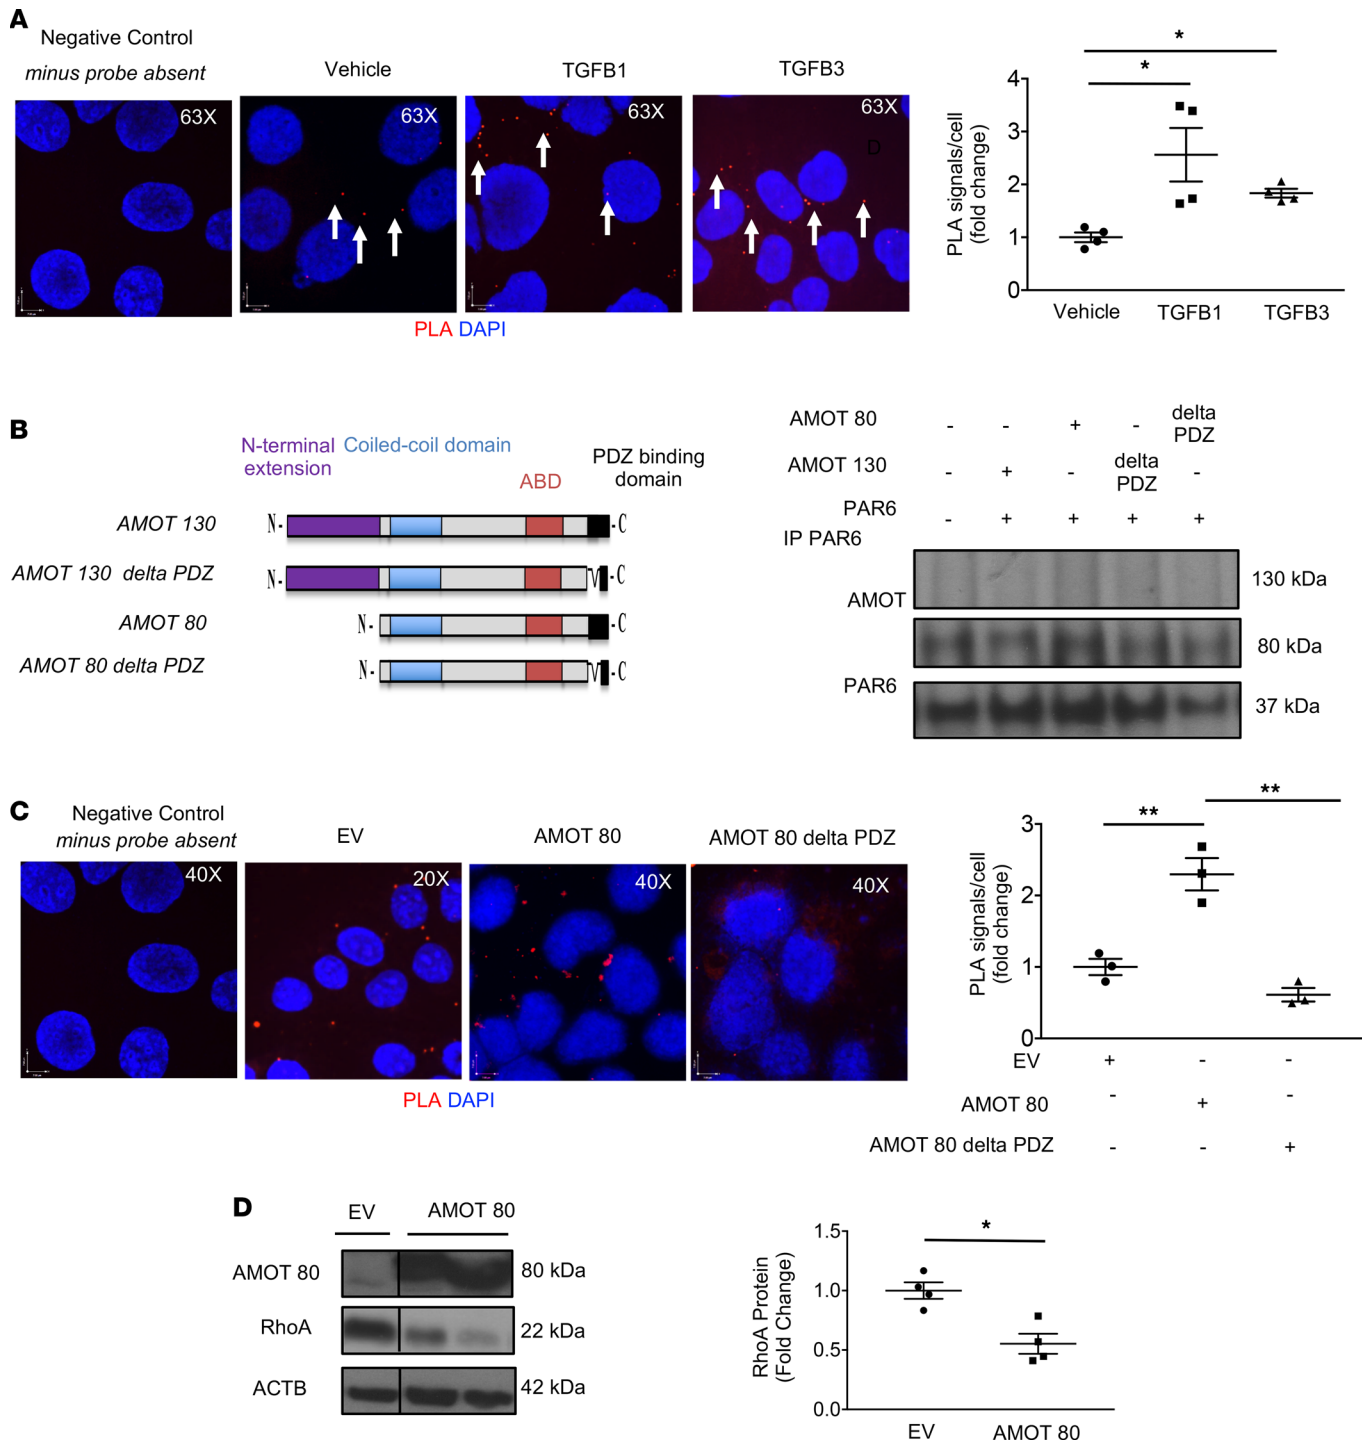 A
Negative Control
minus probe absent
Vehicle
TGFB1
TGFB3
63X
63X
63X
63X
D
PLA DAPI
PLA signals/cell
(fold change)
4
3
2
1
0
*
*
Vehicle
TGFB1
TGFB3
B
N-terminal
extension
Coiled-coil domain
ABD
PDZ binding
domain
AMOT 130
N-
-C
AMOT 130 delta PDZ
N-
V
-C
AMOT 80
N-
-C
AMOT 80 delta PDZ
N-
V
-C
AMOT 80
- - + - delta
PDZ
AMOT 130
- + - delta
PDZ -
PAR6
- + + + +
IP PAR6
AMOT
130 kDa
80 kDa
PAR6
37 kDa
C
Negative Control
minus probe absent
EV
AMOT 80
AMOT 80 delta PDZ
40X
20X
40X
40X
PLA DAPI
PLA signals/cell
(fold change)
3
2
1
0
**
**
EV + - -
AMOT 80 - + -
AMOT 80 delta PDZ - - +
D
EV
AMOT 80
AMOT 80
80 kDa
RhoA
22 kDa
ACTB
42 kDa
RhoA Protein
(Fold Change)
1.5
1.0
0.5
0.0
*
EV
AMOT 80